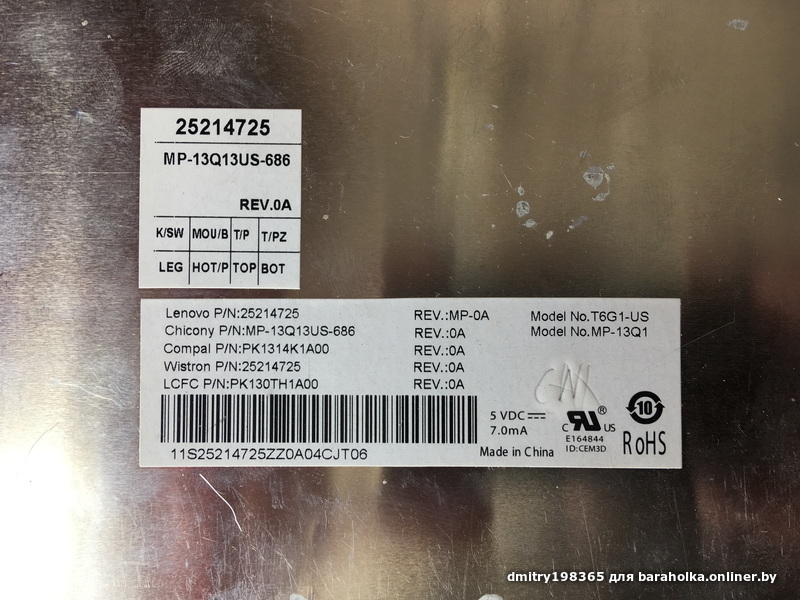 25214725
MP-13Q13US-686
REV.0A
K/SW MOU/B T/P T/PZ
LEG HOT/P TOP BOT
Lenovo P/N:25214725 REV.:MP-0A Model No.T6G1-US
Chicony P/N:MP-13Q13US-686 REV.:0A Model No.MP-13Q1
Compal P/N:PK1314K1A00 REV.:0A
Wistron P/N:25214725 REV.:0A
LCFC P/N:PK130TH1A00 REV.:0A
5 VDC
7.0mA
C RU ® US
E164844
ID:CEM3D
10
RoHS
Made in China
11S25214725ZZ0A04CJT06
dmitry198365 для baraholka.onliner.by